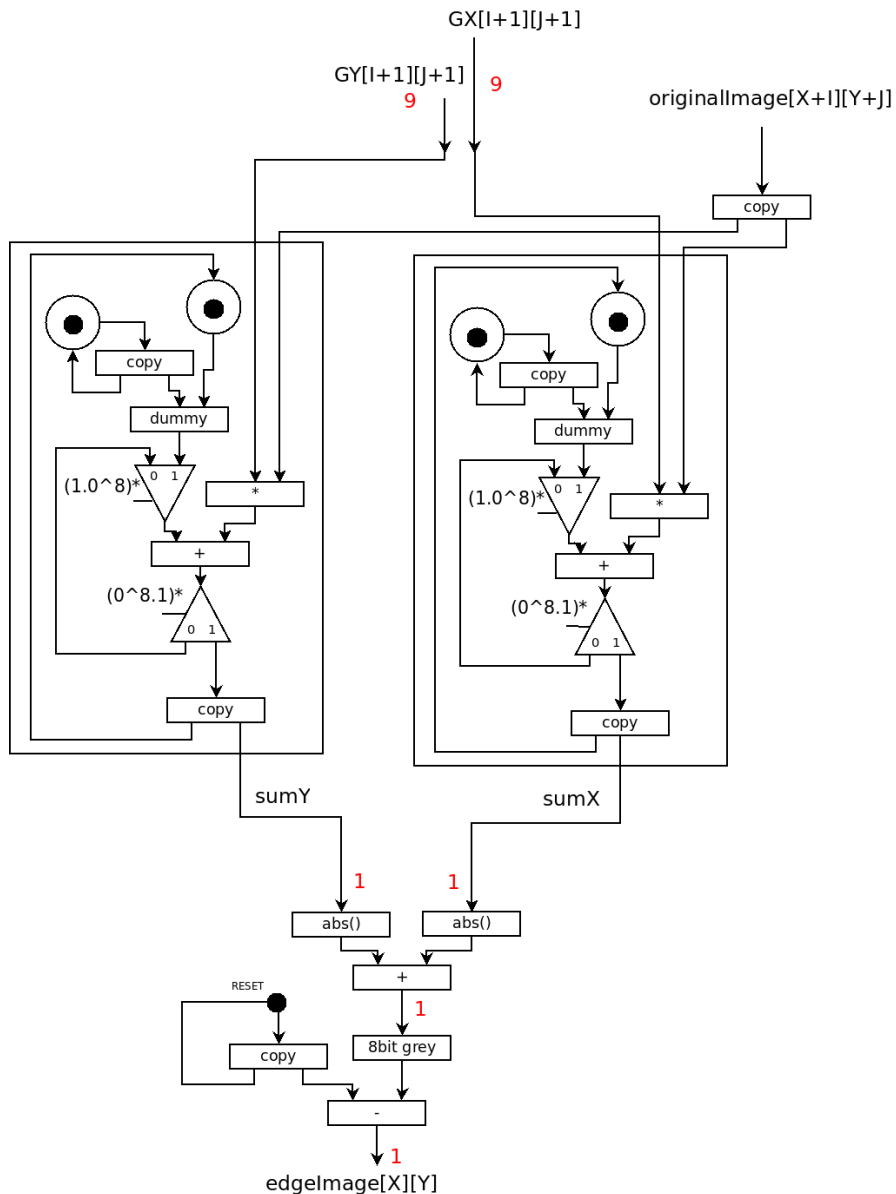 GX[I+1][J+1]
GY[I+1][J+1]
9
9
originalImage[X+I][Y+J]
copy
copy
dummy
0 1
(1.0^8)*
*
+
(0^8.1)*
0 1
copy
copy
dummy
0 1
(1.0^8)*
*
+
(0^8.1)*
0 1
copy
sumY
sumX
1
1
abs()
abs()
+
RESET
1
copy
8bit grey
-
1
edgeImage[X][Y]